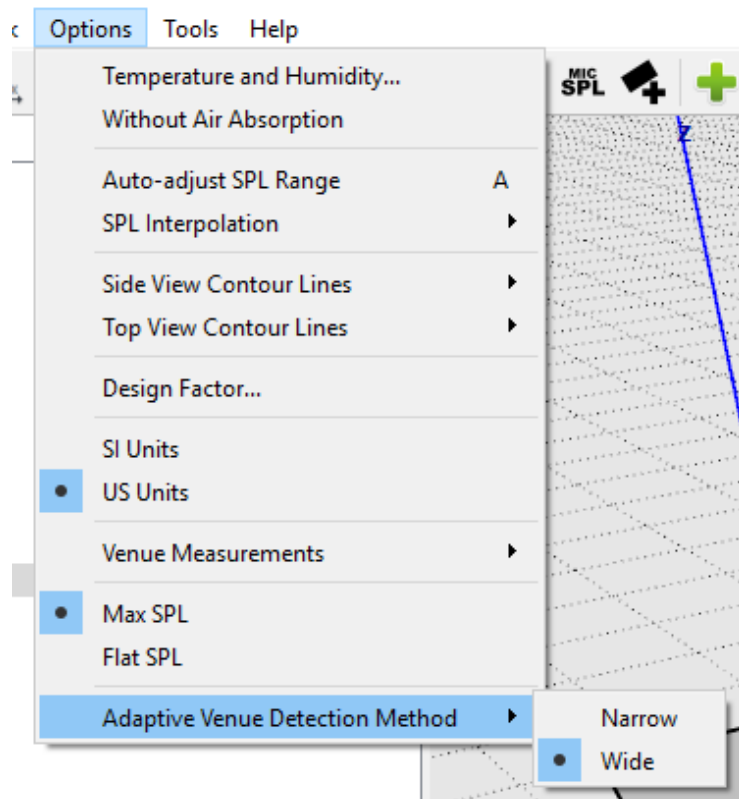 Options Tools Help
Temperature and Humidity...
Without Air Absorption
Auto-adjust SPL Range A
SPL Interpolation
Side View Contour Lines
Top View Contour Lines
Design Factor...
SI Units
US Units
Venue Measurements
Max SPL
Flat SPL
Adaptive Venue Detection Method
Narrow
Wide
MIC
SPL
Z